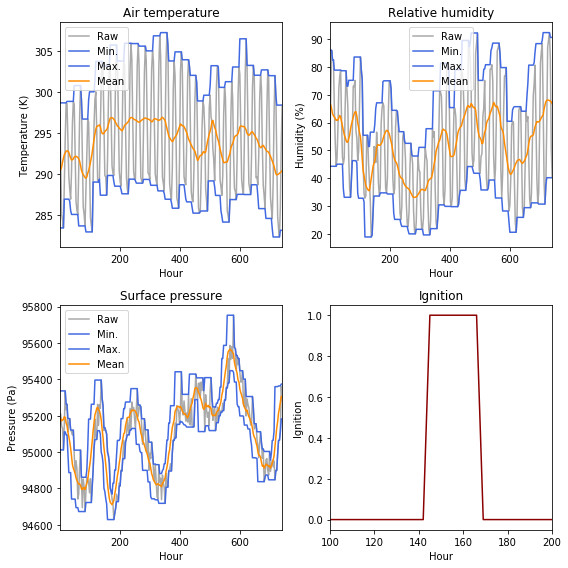 Air temperature
Temperature (K)
305
300
295
290
285
Raw
Min.
Max.
Mean
200
400
600
Hour
Relative humidity
Humidity (%)
90
80
70
60
50
40
30
20
Raw
Min.
Max.
Mean
200
400
600
Hour
Surface pressure
Pressure (Pa)
95800
95600
95400
95200
95000
94800
94600
Raw
Min.
Max.
Mean
200
400
600
Hour
Ignition
Ignition
1.0
0.8
0.6
0.4
0.2
0.0
100
120
140
160
180
200
Hour